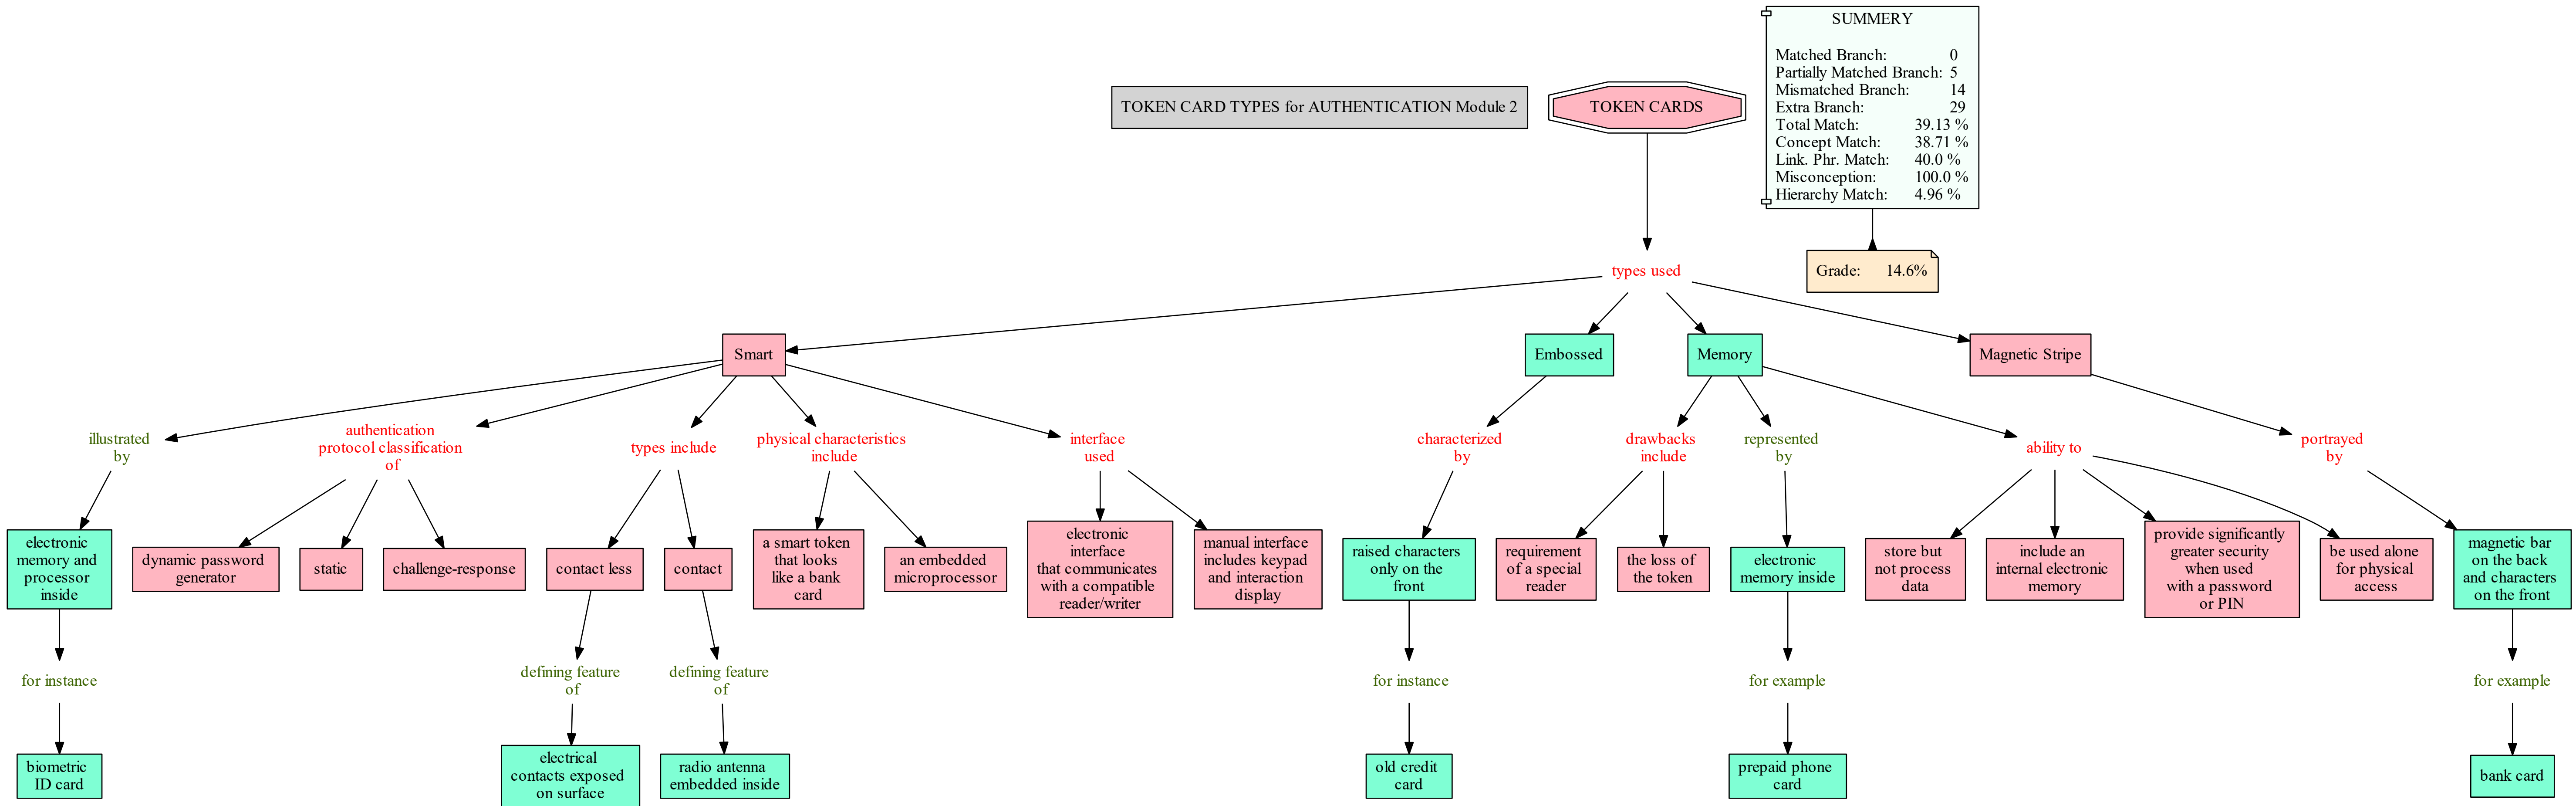 SUMMERY
Matched Branch: 0
Partially Matched Branch: 5
Mismatched Branch: 14
Extra Branch: 29
Total Match: 39.13 %
Concept Match: 38.71 %
Link. Phr. Match: 40.0 %
Misconception: 100.0 %
Hierarchy Match: 4.96 %
TOKEN CARD TYPES for AUTHENTICATION Module 2
TOKEN CARDS
Grade: 14.6%
types used
Smart
Embossed
Memory
Magnetic Stripe
illustrated
by
authentication
protocol classification
of
types include
physical characteristics
include
interface
used
characterized
by
drawbacks
include
represented
by
ability to
portrayed
by
electronic
memory and
processor
inside
dynamic password
generator
static
challenge-response
contact less
contact
a smart token
that looks
like a bank
card
an embedded
microprocessor
electronic
interface
that communicates
with a compatible
reader/writer
manual interface
includes keypad
and interaction
display
raised characters
only on the
front
requirement
of a special
reader
the loss of
the token
electronic
memory inside
store but
not process
data
include an
internal electronic
memory
provide significantly
greater security
when used
with a password
or PIN
be used alone
for physical
access
magnetic bar
on the back
and characters
on the front
for instance
defining feature
of
defining feature
of
for instance
for example
for example
biometric
ID card
electrical
contacts exposed
on surface
radio antenna
embedded inside
old credit
card
prepaid phone
card
bank card